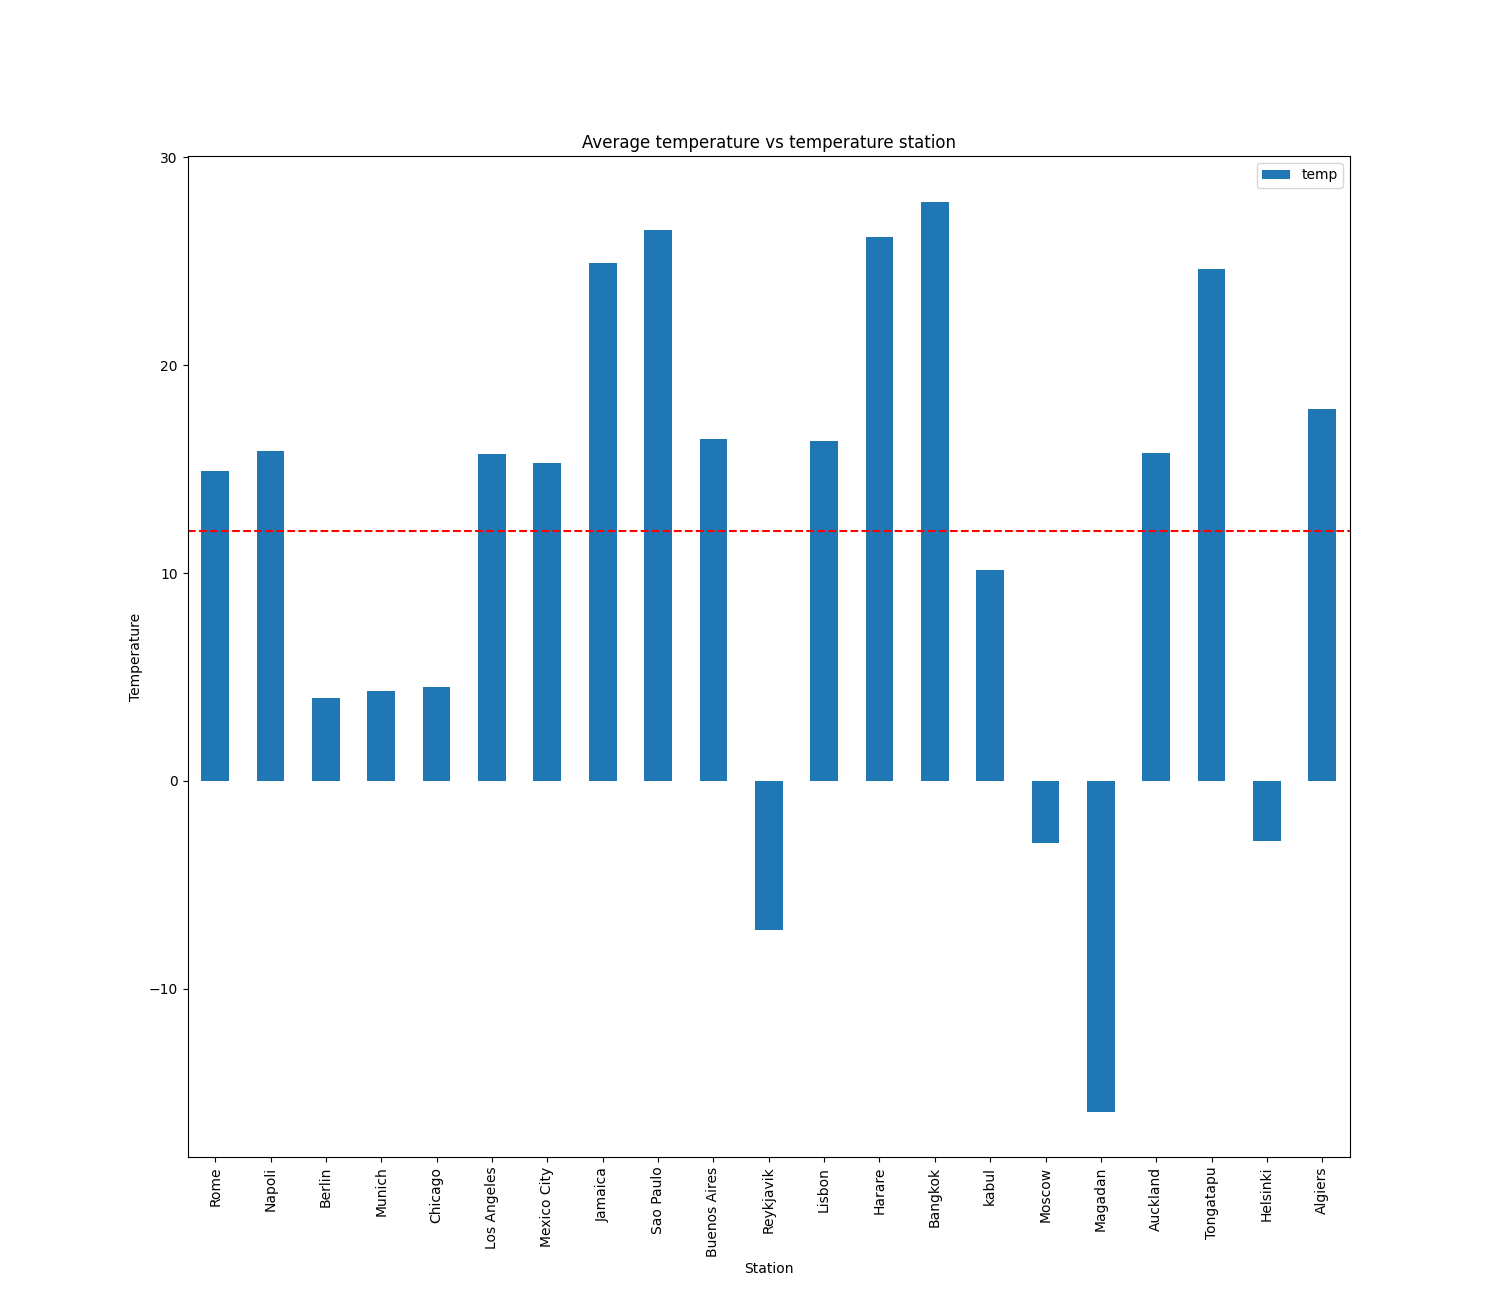 Average temperature vs temperature station
temp
30
20
10
0
−10
Temperature
Rome
Napoli
Berlin
Munich
Chicago
Los Angeles
Mexico City
Jamaica
Sao Paulo
Buenos Aires
Reykjavik
Lisbon
Harare
Bangkok
kabul
Moscow
Magadan
Auckland
Tongatapu
Helsinki
Algiers
Station